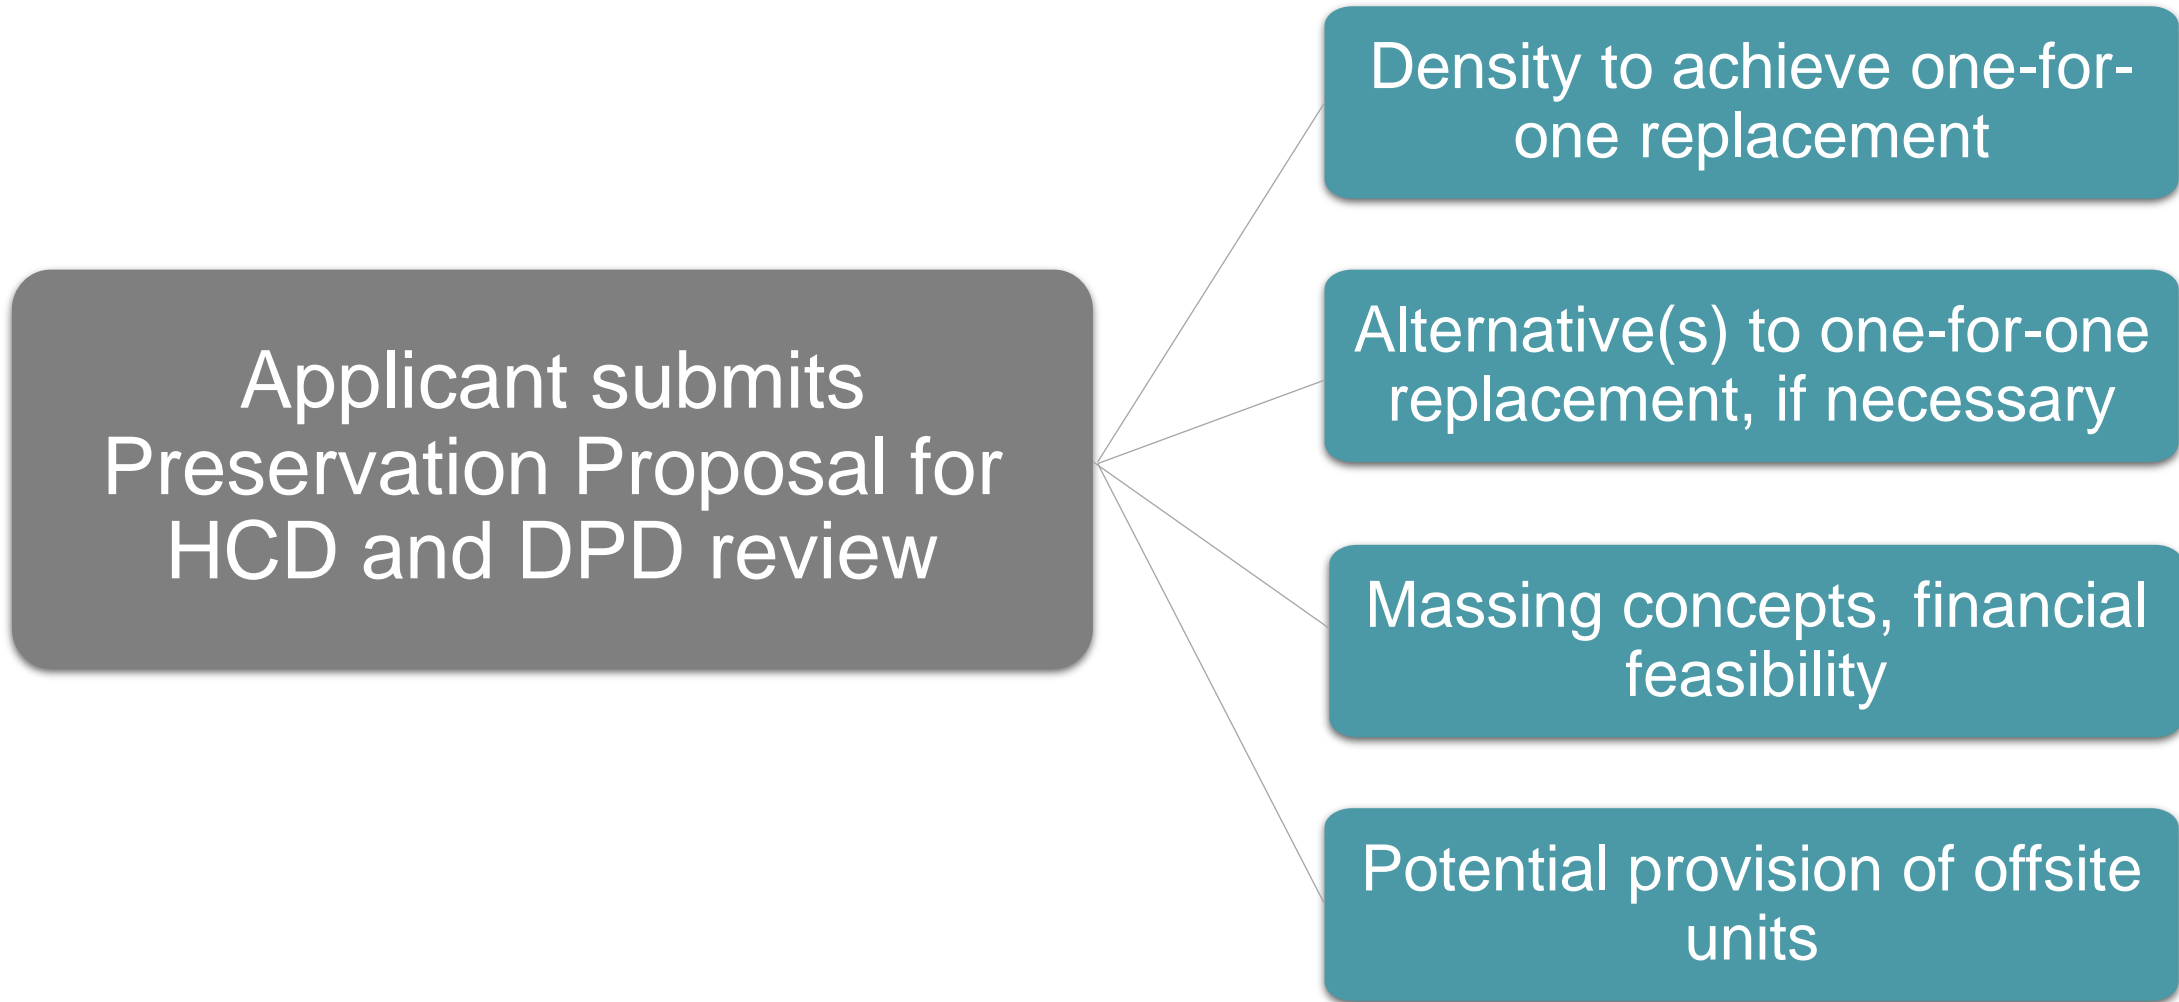 Applicant submits
Preservation Proposal for
HCD and DPD review
Density to achieve one-for-
one replacement
Alternative(s) to one-for-one
replacement, if necessary
Massing concepts, financial
feasibility
Potential provision of offsite
units